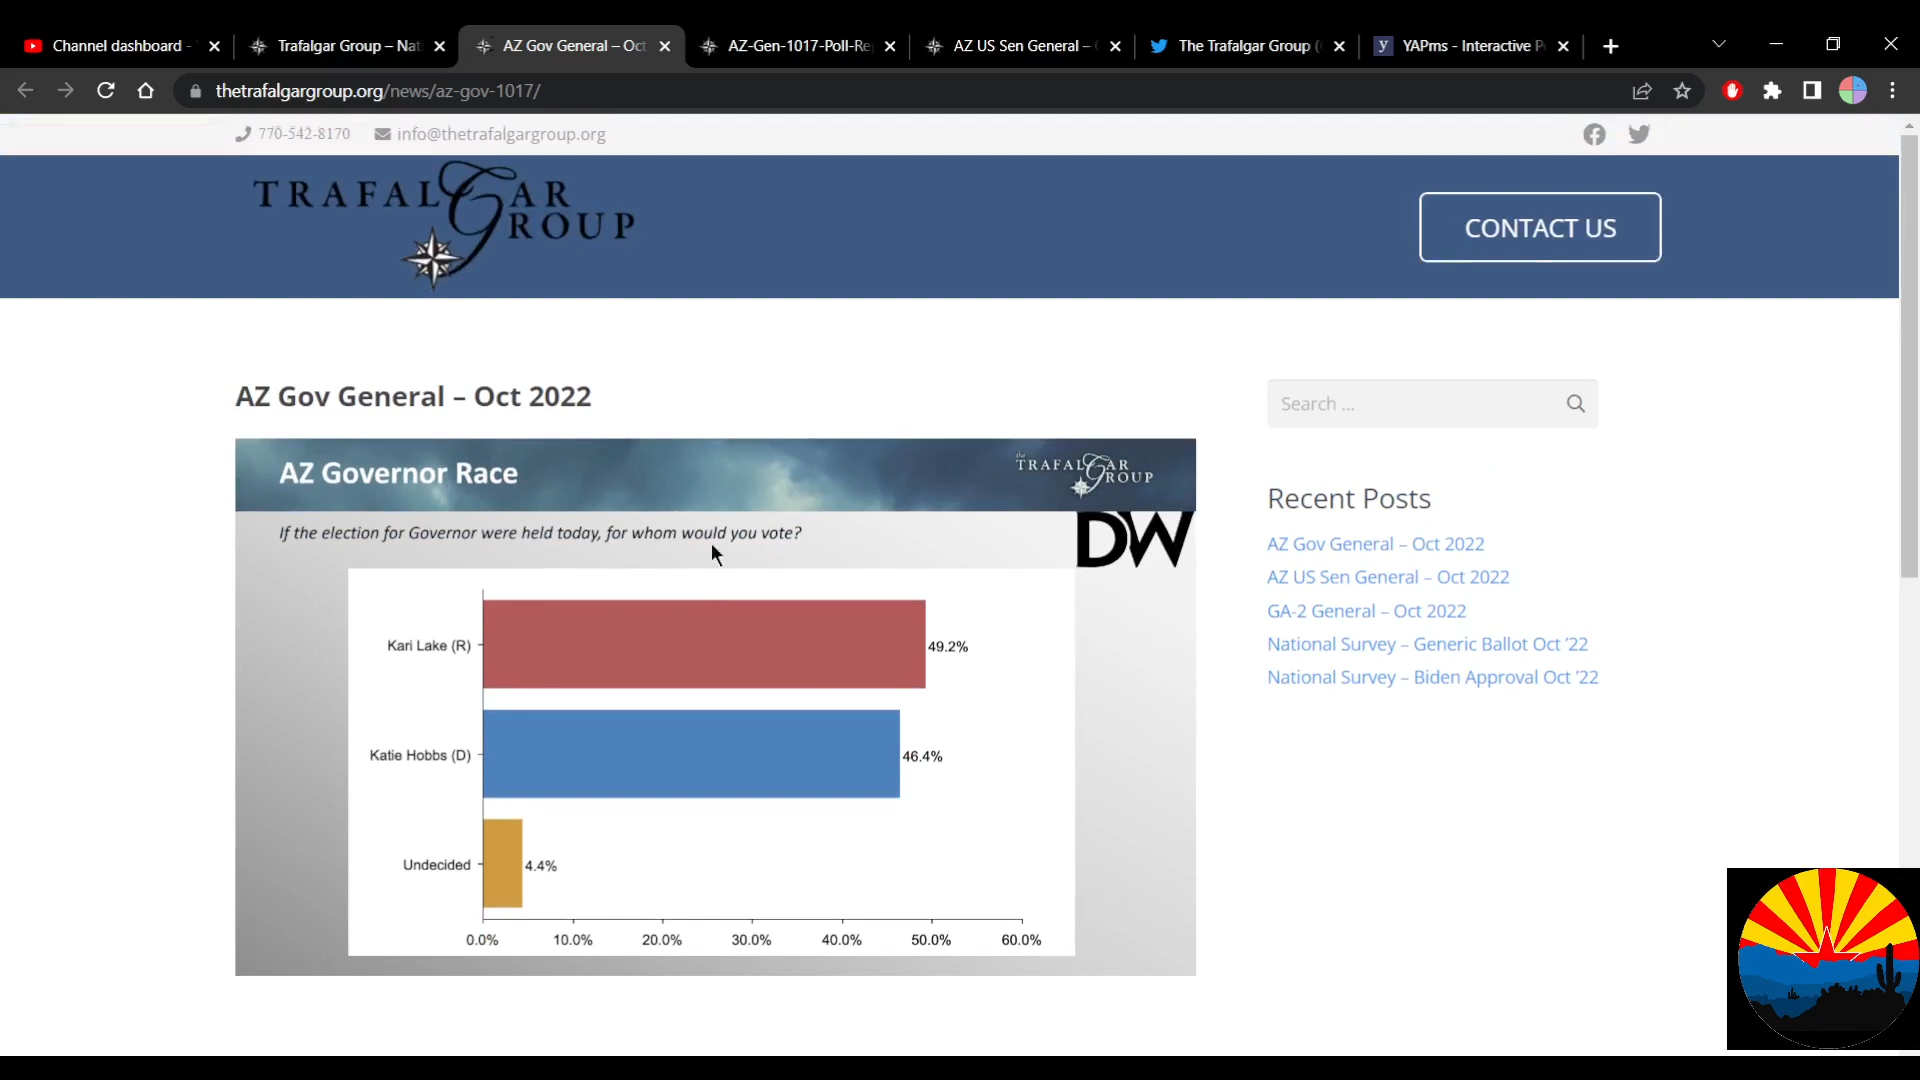 Channel dashboard -
Trafalgar Group – Nat
AZ Gov General – Oct
AZ-Gen-1017-Poll-Re
AZ US Sen General –
The Trafalgar Group (
YAPms - Interactive P
thetrafalgargroup.org/news/az-gov-1017/
770-542-8170
info@thetrafalgargroup.org
TRAFALGAR
GROUP
CONTACT US
AZ Gov General – Oct 2022
Search ...
AZ Governor Race
the
TRAFALGAR
GROUP
If the election for Governor were held today, for whom would you vote?
DW
Kari Lake (R)
49.2%
Katie Hobbs (D)
46.4%
Undecided
4.4%
0.0% 10.0% 20.0% 30.0% 40.0% 50.0% 60.0%
Recent Posts
AZ Gov General – Oct 2022
AZ US Sen General – Oct 2022
GA-2 General – Oct 2022
National Survey – Generic Ballot Oct ’22
National Survey – Biden Approval Oct ’22